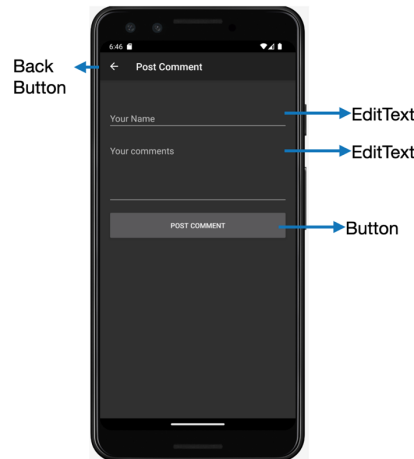 6:46
Back
Button
Post Comment
Your Name
EditText
Your comments
EditText
POST COMMENT
Button